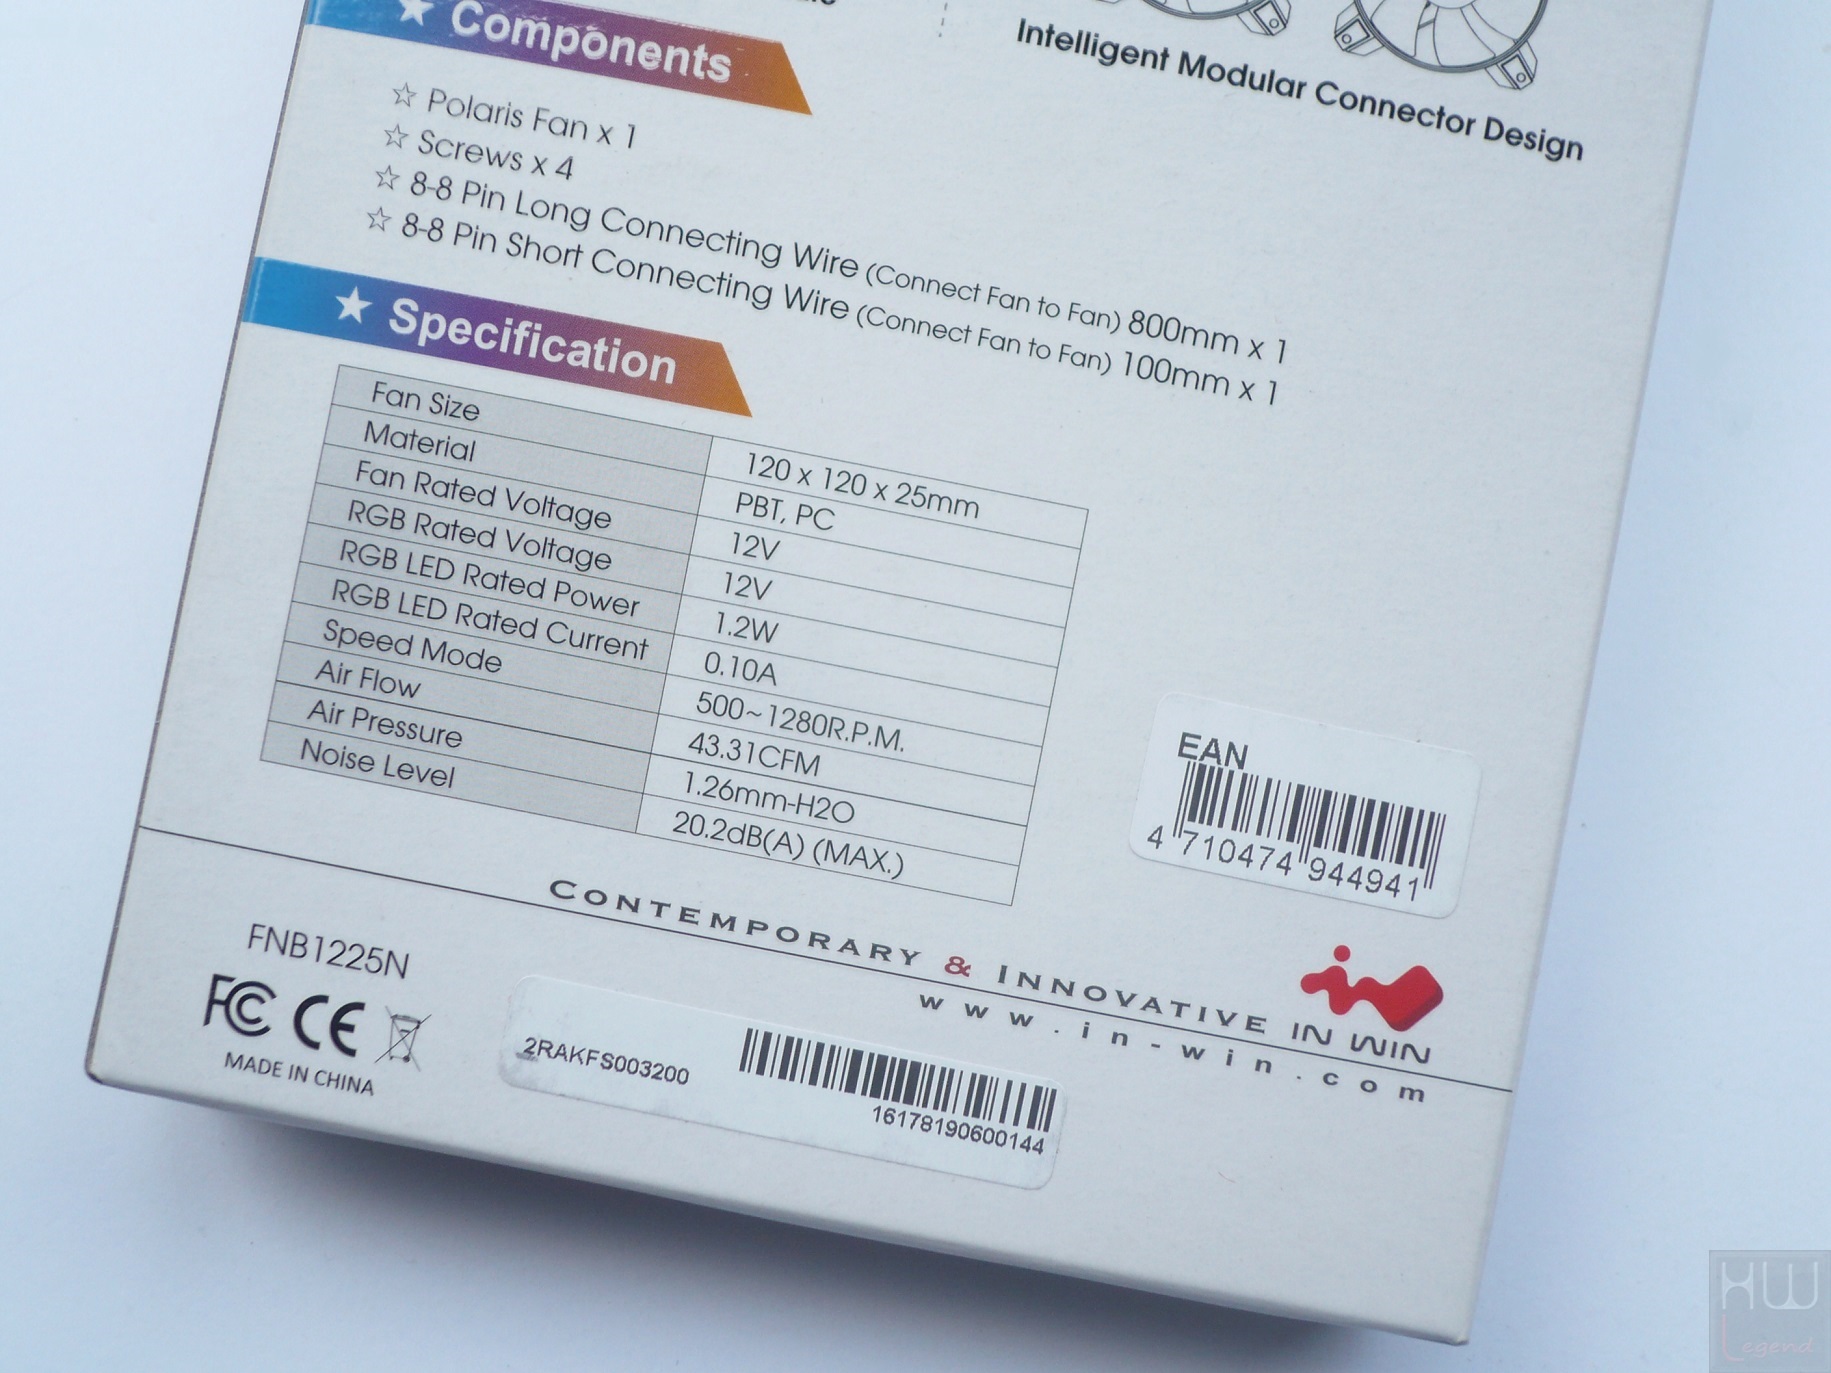 Components
Intelligent Modular Connector Design
☆ Polaris Fan x 1
☆ Screws x 4
☆ 8-8 Pin Long Connecting Wire (Connect Fan to Fan) 800mm x 1
☆ 8-8 Pin Short Connecting Wire (Connect Fan to Fan) 100mm x 1
★ Specification
Fan Size 120 x 120 x 25mm
Material PBT, PC
Fan Rated Voltage 12V
RGB Rated Voltage 12V
RGB LED Rated Power 1.2W
RGB LED Rated Current 0.10A
Speed Mode 500~1280R.P.M.
Air Flow 43.31CFM
Air Pressure 1.26mm-H2O
Noise Level 20.2dB(A) (MAX.)
EAN
4 710474 944941
CONTEMPORARY & INNOVATIVE IN WIN
www.in-win.com
FNB1225N
FC CE
MADE IN CHINA
2RAKFS003200
16178190600144
HW
Legend